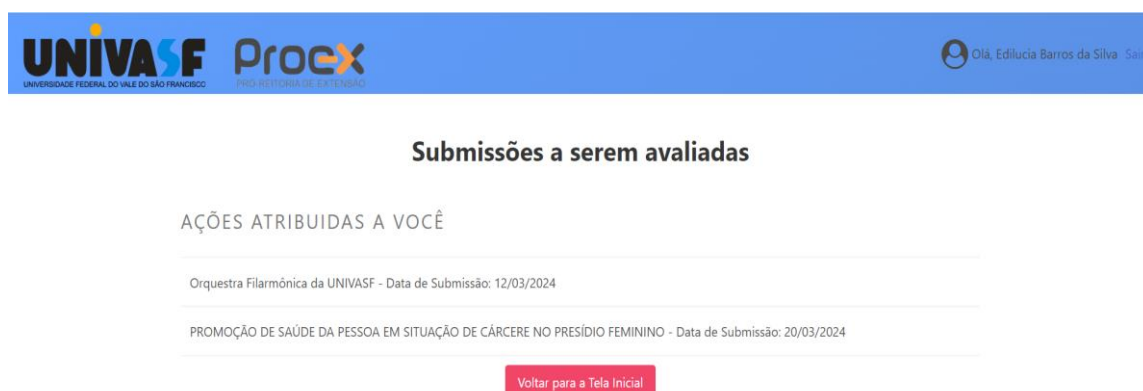 UNIVASF
UNIVERSIDADE FEDERAL DO VALE DO SÃO FRANCISCO
Proex
PRÓ-REITORIA DE EXTENSÃO
Olá, Edilucia Barros da Silva
Submissões a serem avaliadas
AÇÕES ATRIBUIDAS A VOCÊ
Orquestra Filarmônica da UNIVASF - Data de Submissão: 12/03/2024
PROMOÇÃO DE SAÚDE DA PESSOA EM SITUAÇÃO DE CÁRCERE NO PRESÍDIO FEMININO - Data de Submissão: 20/03/2024
Voltar para a Tela Inicial